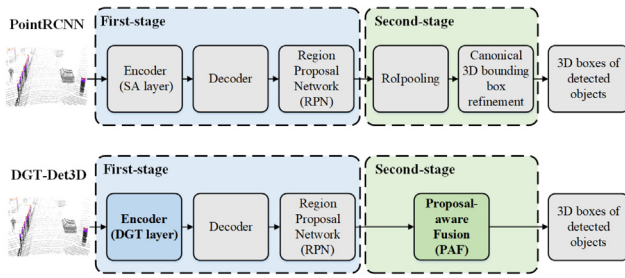 PointRCNN
First-stage
Second-stage
Encoder
(SA layer)
Decoder
Region
Proposal
Network
(RPN)
RoIpooling
Canonical
3D bounding
box
refinement
3D boxes of
detected
objects
DGT-Det3D
First-stage
Second-stage
Encoder
(DGT layer)
Decoder
Region
Proposal
Network
(RPN)
Proposal-
aware
Fusion
(PAF)
3D boxes of
detected
objects